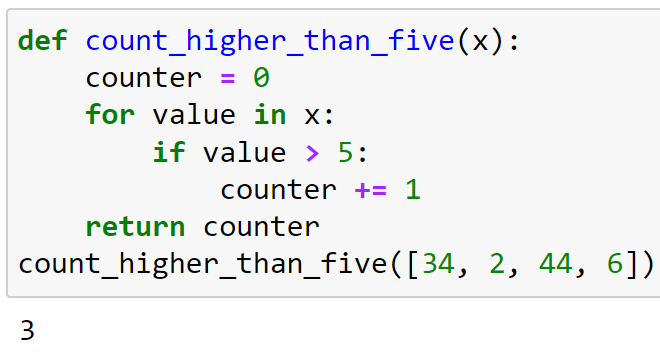 def count_higher_than_five(x):
    counter = 0
    for value in x:
        if value > 5:
            counter += 1
    return counter
count_higher_than_five([34, 2, 44, 6])
3